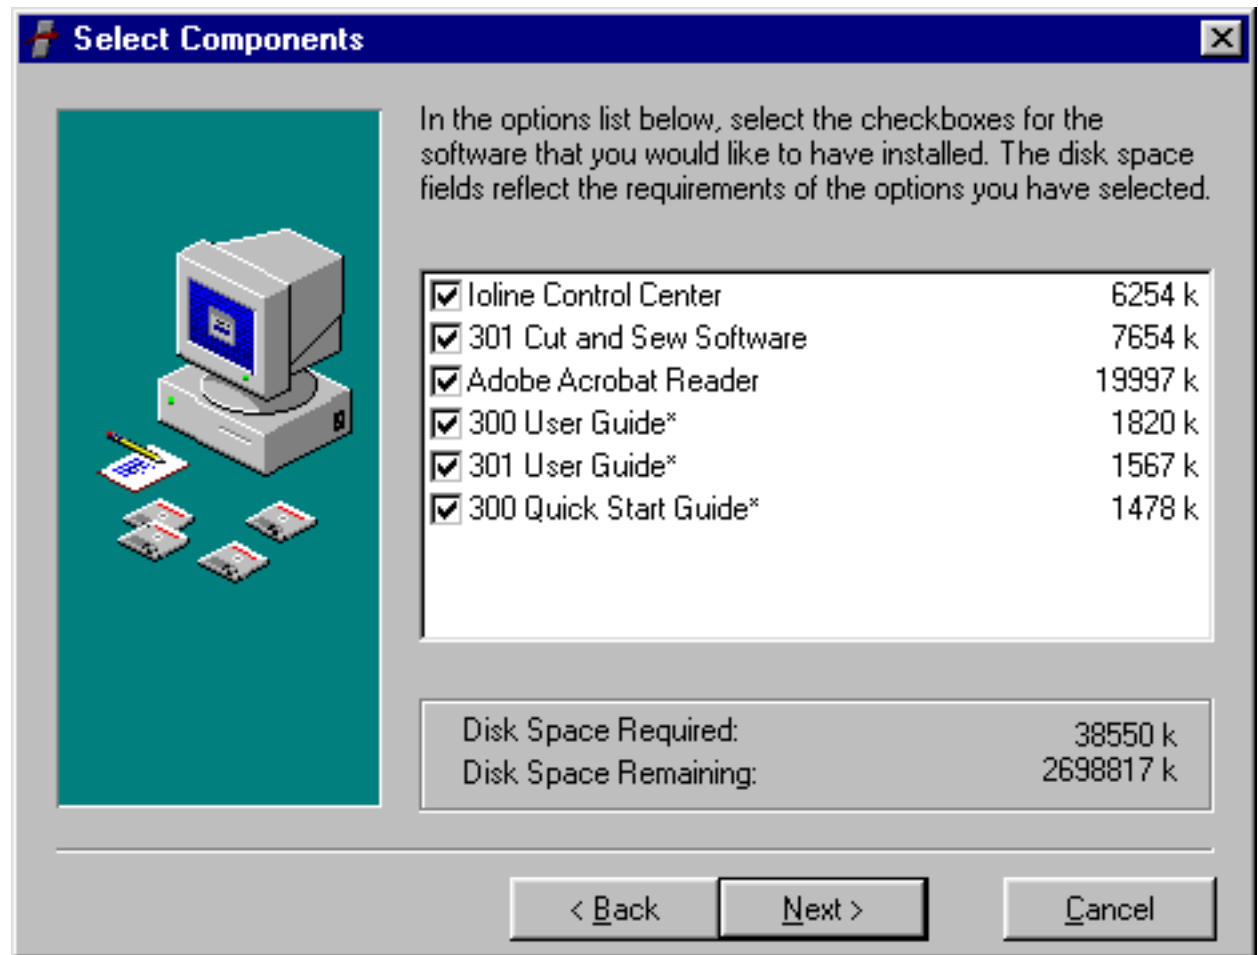 Select Components
In the options list below, select the checkboxes for the
software that you would like to have installed. The disk space
fields reflect the requirements of the options you have selected.
Ioline Control Center 6254 k
301 Cut and Sew Software 7654 k
Adobe Acrobat Reader 19997 k
300 User Guide* 1820 k
301 User Guide* 1567 k
300 Quick Start Guide* 1478 k
Disk Space Required: 38550 k
Disk Space Remaining: 2698817 k
< Back Next > Cancel